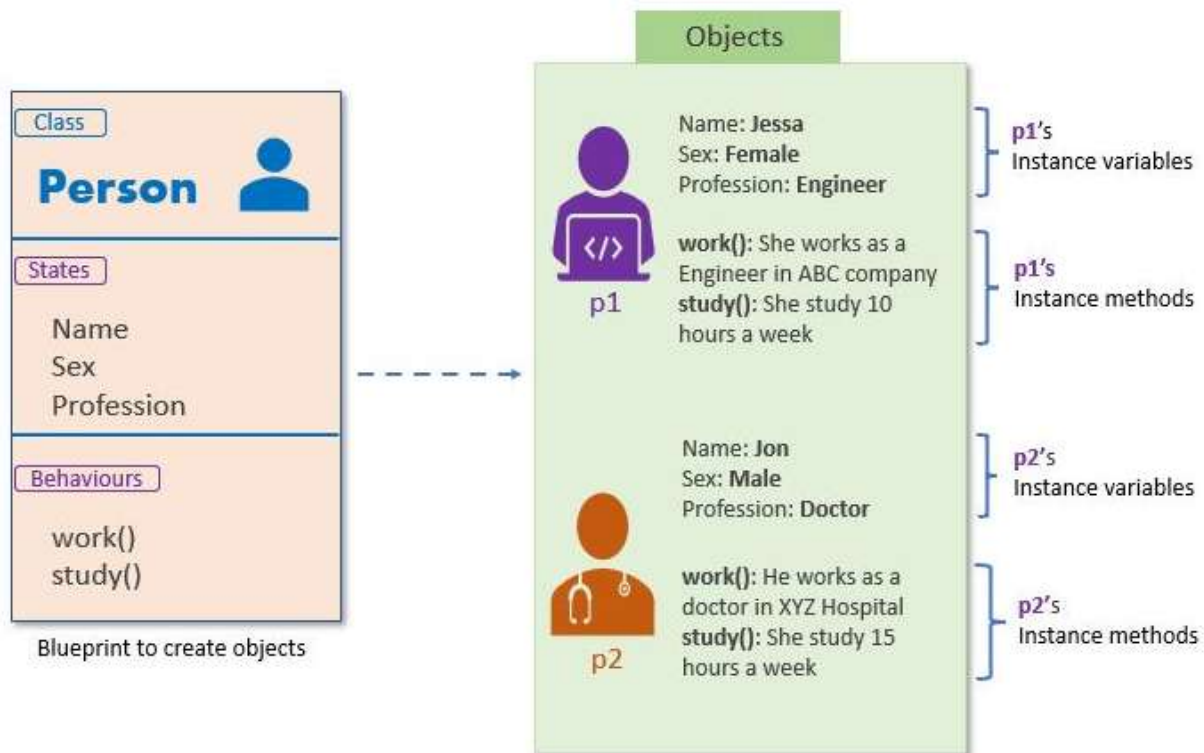 Class
Person
States
Name
Sex
Profession
Behaviours
work()
study()
Blueprint to create objects
Objects
Name: Jessa
Sex: Female
Profession: Engineer
work(): She works as a
Engineer in ABC company
study(): She study 10
hours a week
</>
p1
p1's
Instance variables
p1's
Instance methods
Name: Jon
Sex: Male
Profession: Doctor
work(): He works as a
doctor in XYZ Hospital
study(): She study 15
hours a week
p2
p2's
Instance variables
p2's
Instance methods